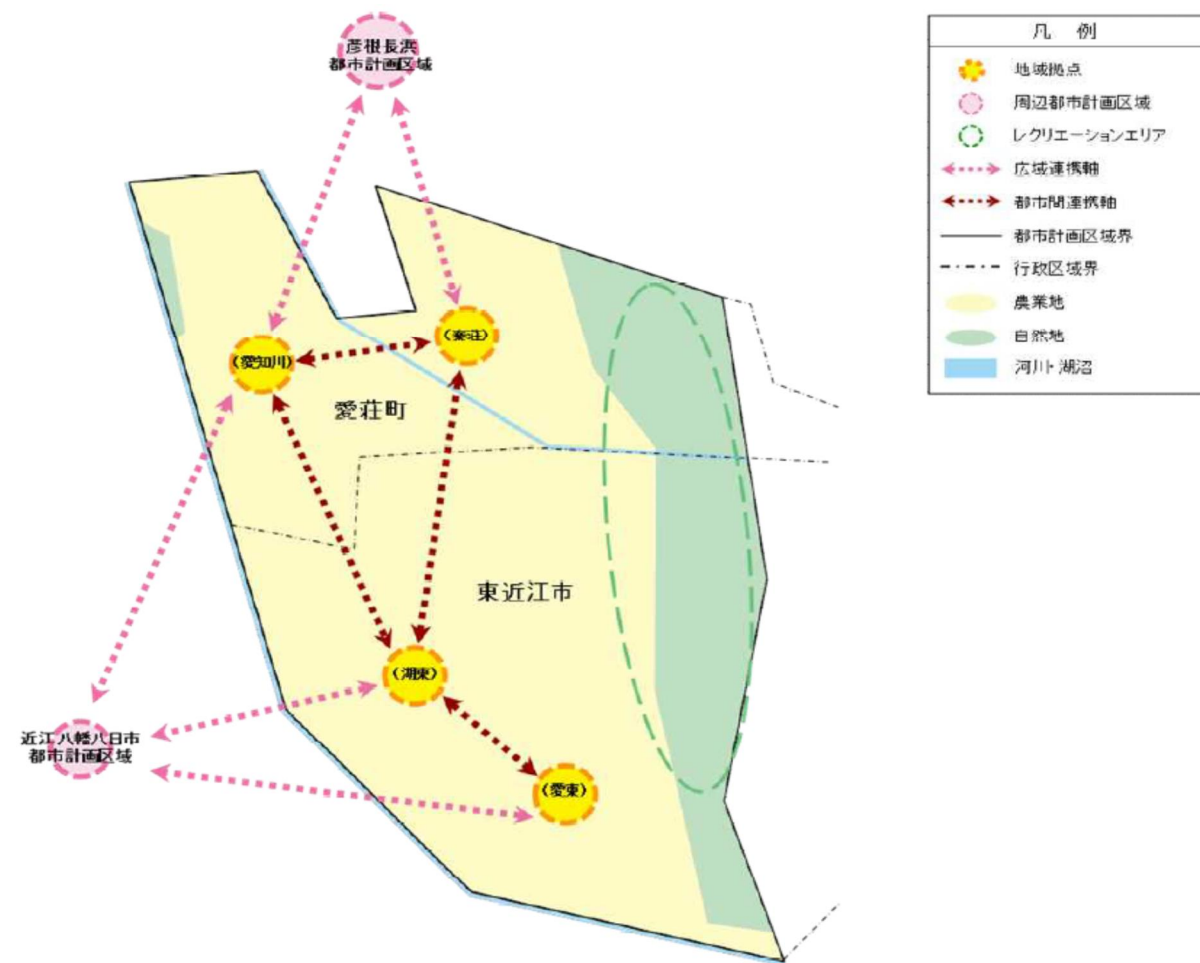 彦根長浜
都市計画区域
(秦荘)
(愛知川)
愛荘町
東近江市
(湖東)
近江八幡八日市
都市計画区域
(愛東)
凡 例
地域拠点
周辺都市計画区域
レクリエーションエリア
広域連携軸
都市間連携軸
都市計画区域界
行政区域界
農業地
自然地
河川・湖沼